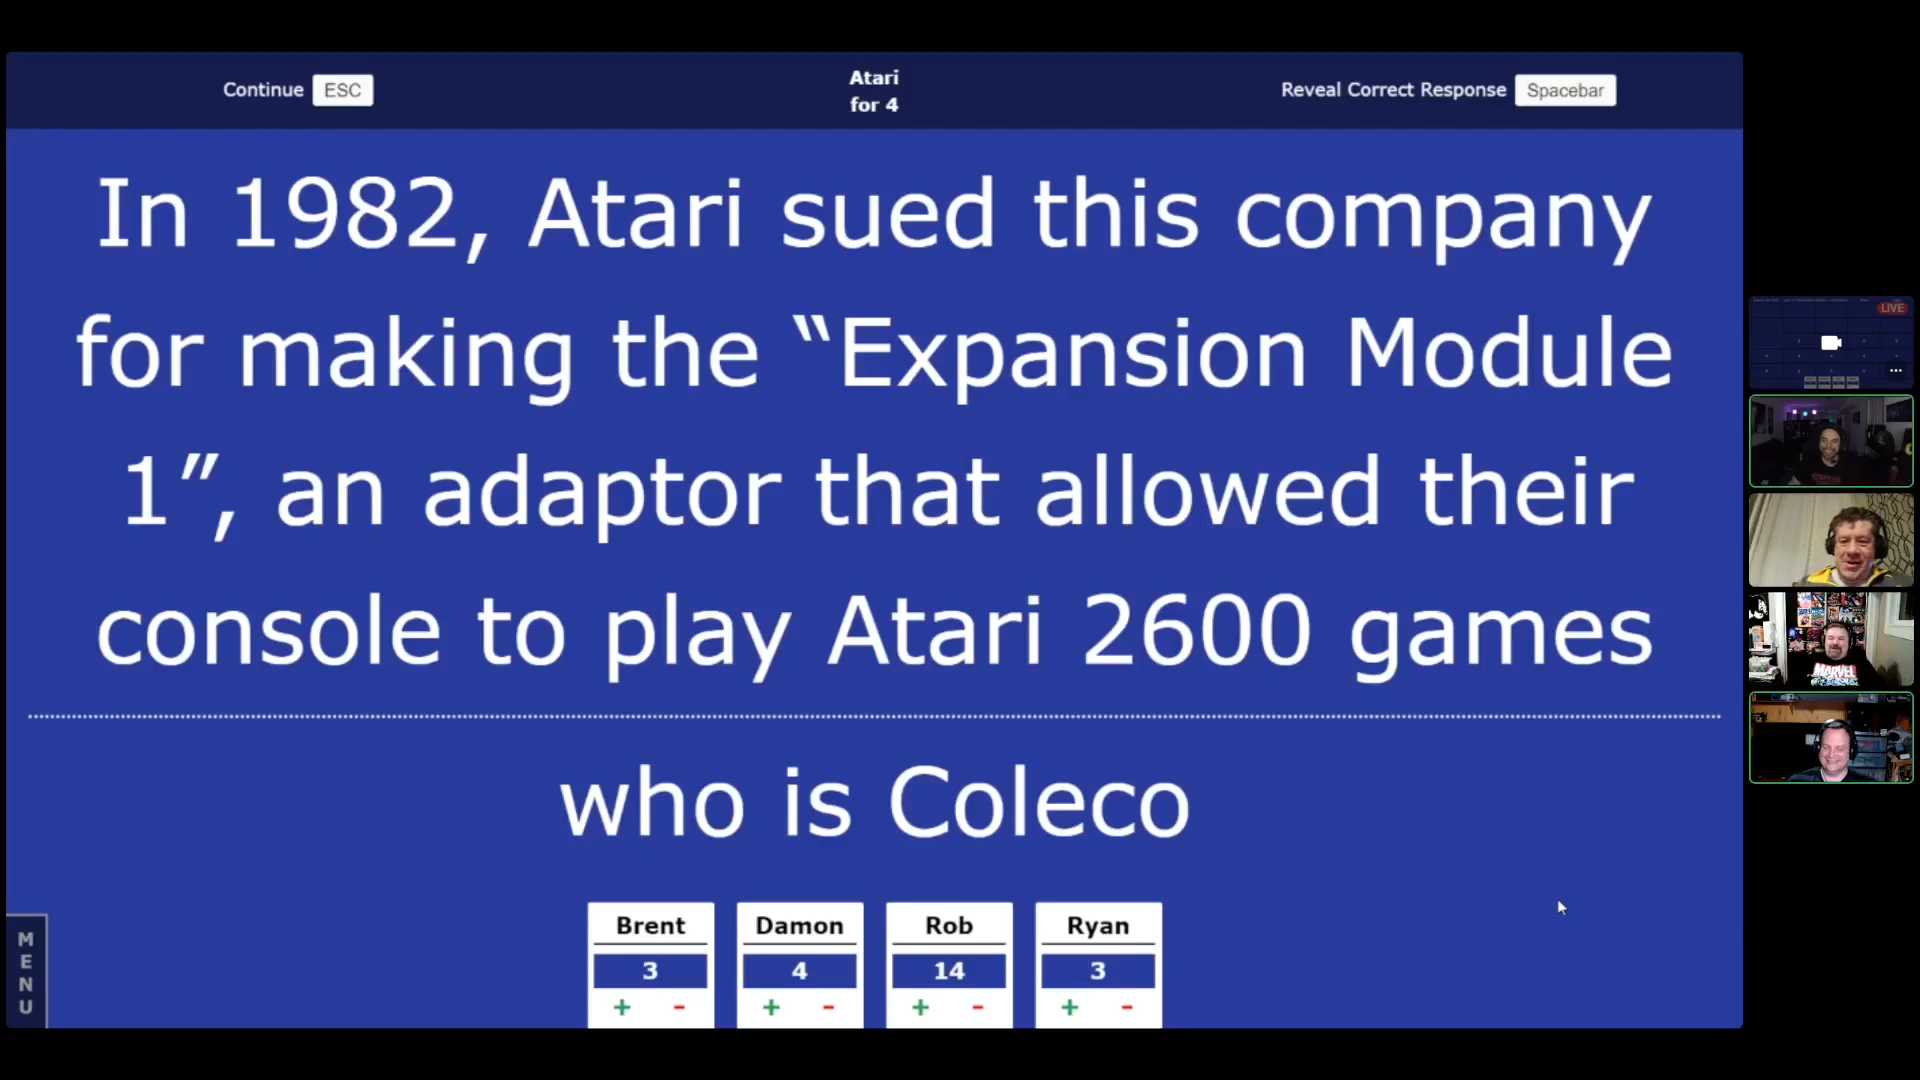 Continue ESC
Atari
for 4
Reveal Correct Response Spacebar
In 1982, Atari sued this company
for making the “Expansion Module
1”, an adaptor that allowed their
console to play Atari 2600 games
who is Coleco
Brent Damon Rob Ryan
3 4 14 3
+ - + - + - + -
MENU
LIVE
MARVEL